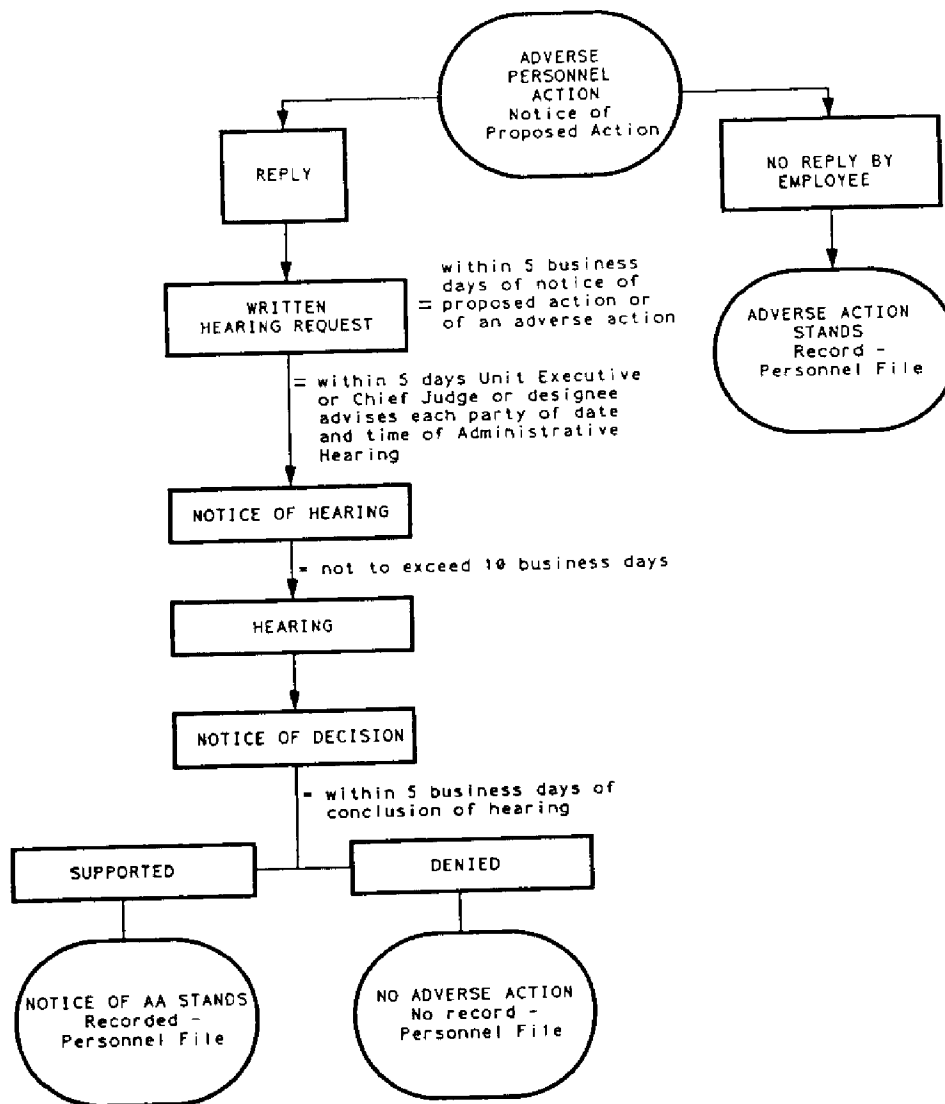 ADVERSE
PERSONNEL
ACTION
Notice of
Proposed Action
REPLY
NO REPLY BY
EMPLOYEE
WRITTEN
HEARING REQUEST
= within 5 business
days of notice of
proposed action or
of an adverse action
ADVERSE ACTION
STANDS
Record -
Personnel File
= within 5 days Unit Executive
or Chief Judge or designee
advises each party of date
and time of Administrative
Hearing
NOTICE OF HEARING
= not to exceed 10 business days
HEARING
NOTICE OF DECISION
= within 5 business days of
conclusion of hearing
SUPPORTED
DENIED
NOTICE OF AA STANDS
Recorded -
Personnel File
NO ADVERSE ACTION
No record -
Personnel File